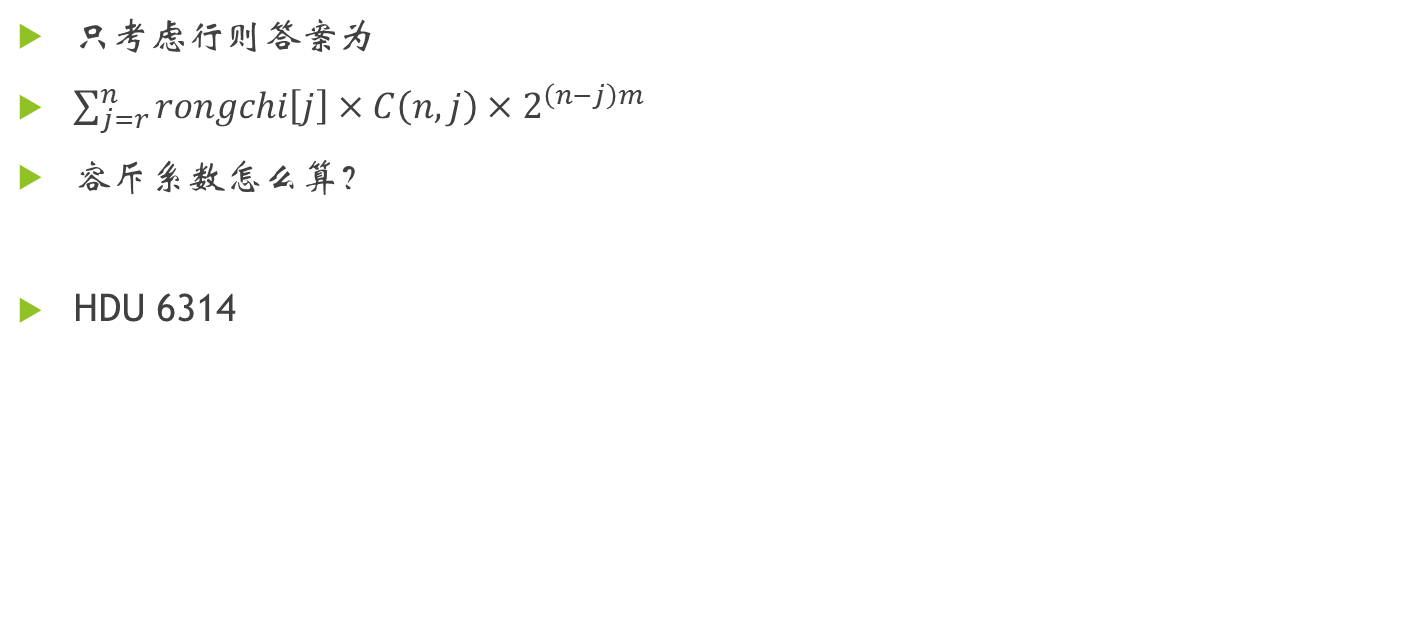 只考虑行则答案为
∑_{j=r}^{n} rongchi[j] × C(n,j) × 2^{(n−j)m}
容斥系数怎么算?
HDU 6314